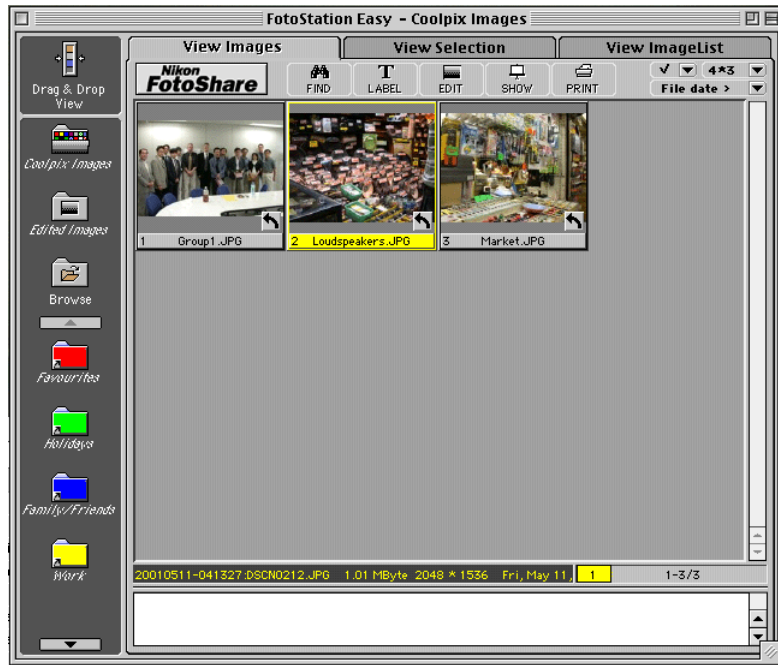 FotoStation Easy - Coolpix Images
View Images
View Selection
View ImageList
Drag & Drop
View
Nikon
FotoShare
FIND
LABEL
EDIT
SHOW
PRINT
4*3
File date >
Coolpix Images
Edited Images
Browse
Favourites
Holidays
Family/Friends
Work
1 Group1.JPG
2 Loudspeakers.JPG
3 Market.JPG
20010511-041327:DSCN0212.JPG 1.01 MByte 2048 * 1536 Fri, May 11,
1
1-3/3